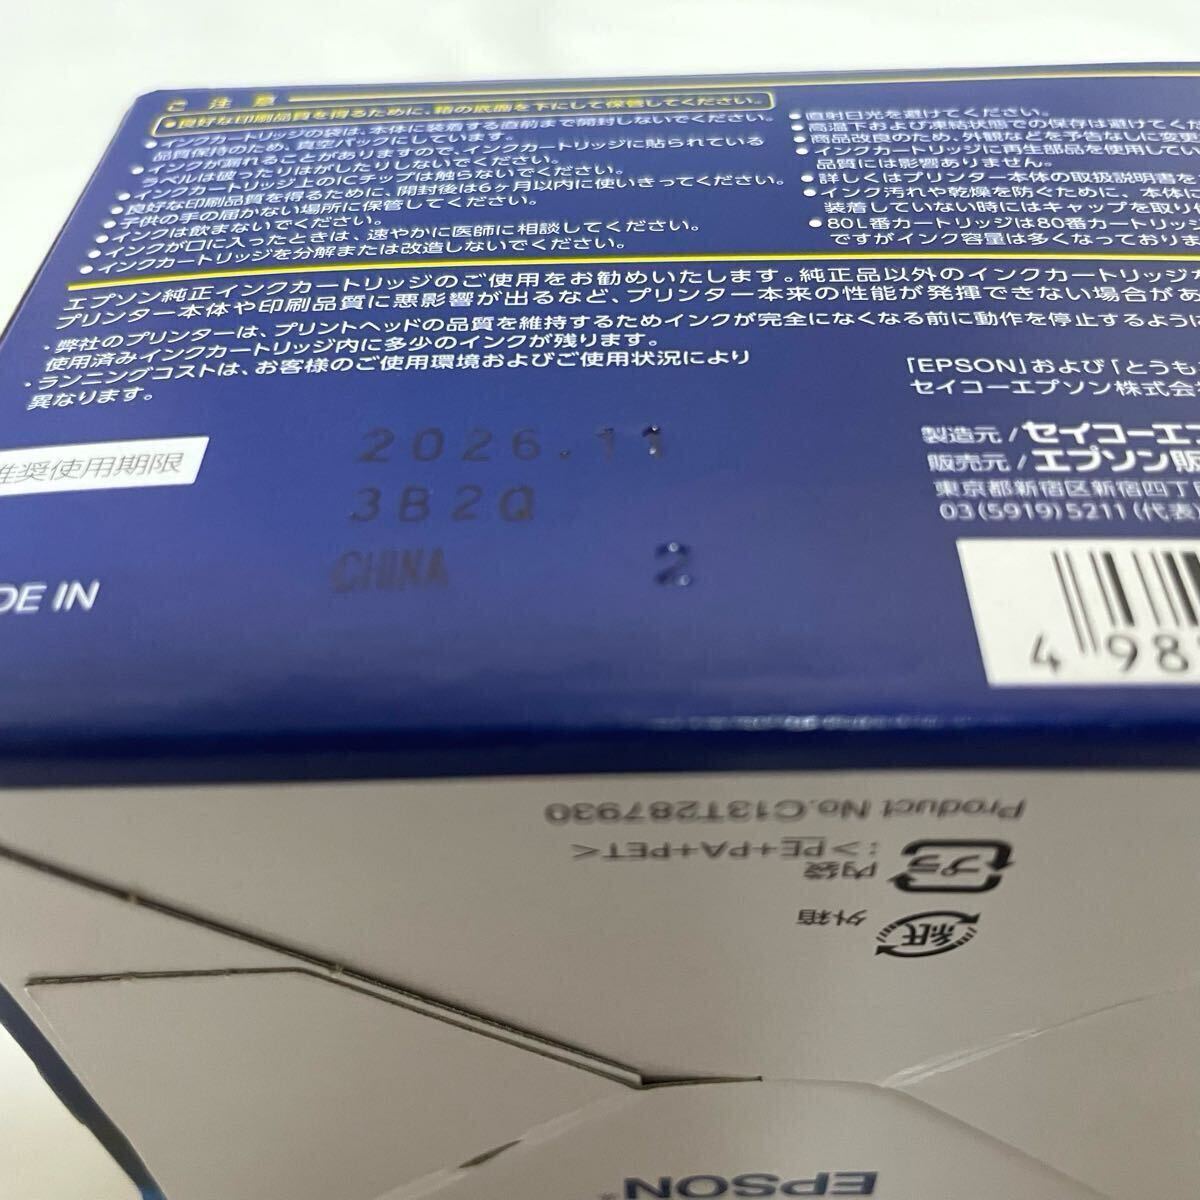 ご注意
●良好な印刷品質を得るために、箱の底面を下にして保管してください。
●インクカートリッジの袋は、本体に装着する直前まで開封しないでください。
品質保持のため、真空パックにしています。
●インクが漏れることがありますので、インクカートリッジに貼られている
ラベルは破ったりはがしたりしないでください。
●インクカートリッジ上のICチップは触らないでください。
●良好な印刷品質を得るために、開封後は6ヶ月以内に使いきってください。
●子供の手の届かない場所に保管してください。
●インクは飲まないでください。
●インクが口に入ったときは、速やかに医師に相談してください。
●インクカートリッジを分解または改造しないでください。
●直射日光を避けてください。
●高温下および凍結状態での保存は避けてくだ
●商品改良のため、外観などを予告なしに変更
●インクカートリッジに再生部品を使用してい
品質には影響ありません。
●詳しくはプリンター本体の取扱説明書を
●インク汚れや乾燥を防ぐために、本体に
装着していない時にはキャップを取り
●80L番カートリッジは80番カートリッジ
ですがインク容量は多くなっておりま
エプソン純正インクカートリッジのご使用をお勧めいたします。純正品以外のインクカートリッジ
プリンター本体や印刷品質に悪影響が出るなど、プリンター本来の性能が発揮できない場合があ
・弊社のプリンターは、プリントヘッドの品質を維持するためインクが完全になくなる前に動作を停止するように
使用済みインクカートリッジ内に多少のインクが残ります。
・ランニングコストは、お客様のご使用環境およびご使用状況により
異なります。
「EPSON」および「とうも
セイコーエプソン株式会
推奨使用期限
2026.11
3B2Q
CHINA 2
DE IN
製造元/セイコーエ
販売元/エプソン販
東京都新宿区新宿四丁
03(5919)5211(代表)
4 98
Product No.C13T287930
プラ
内袋
:>PE+PA+PET<
紙
外箱
EPSON